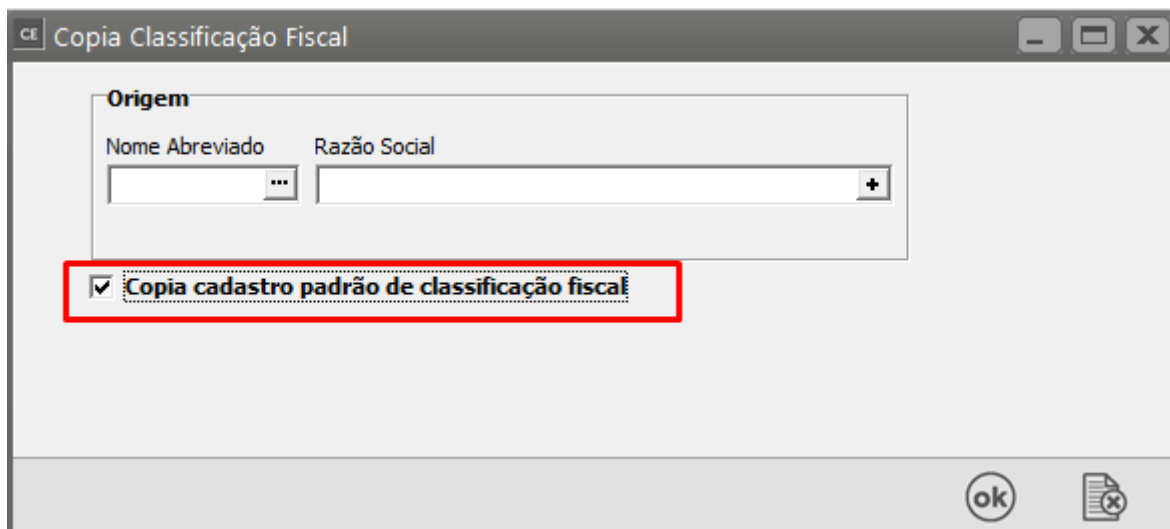 CE Copia Classificação Fiscal
Origem
Nome Abreviado Razão Social
Copia cadastro padrão de classificação fiscal
ok